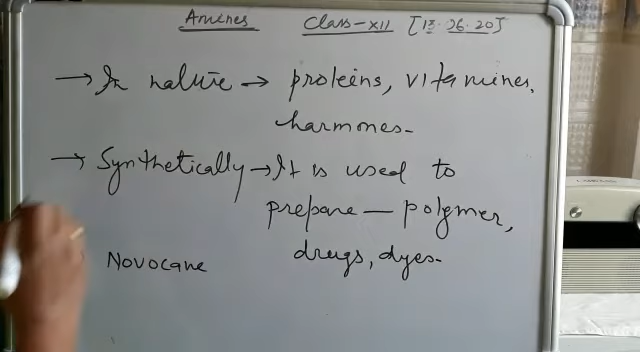 Amines Class-XII [13.26.20]
→ In nature → proteins, vitamines,
harmones.
→ Synthetically → It is used to
prepare — polymer,
drugs, dyes.
Novocane